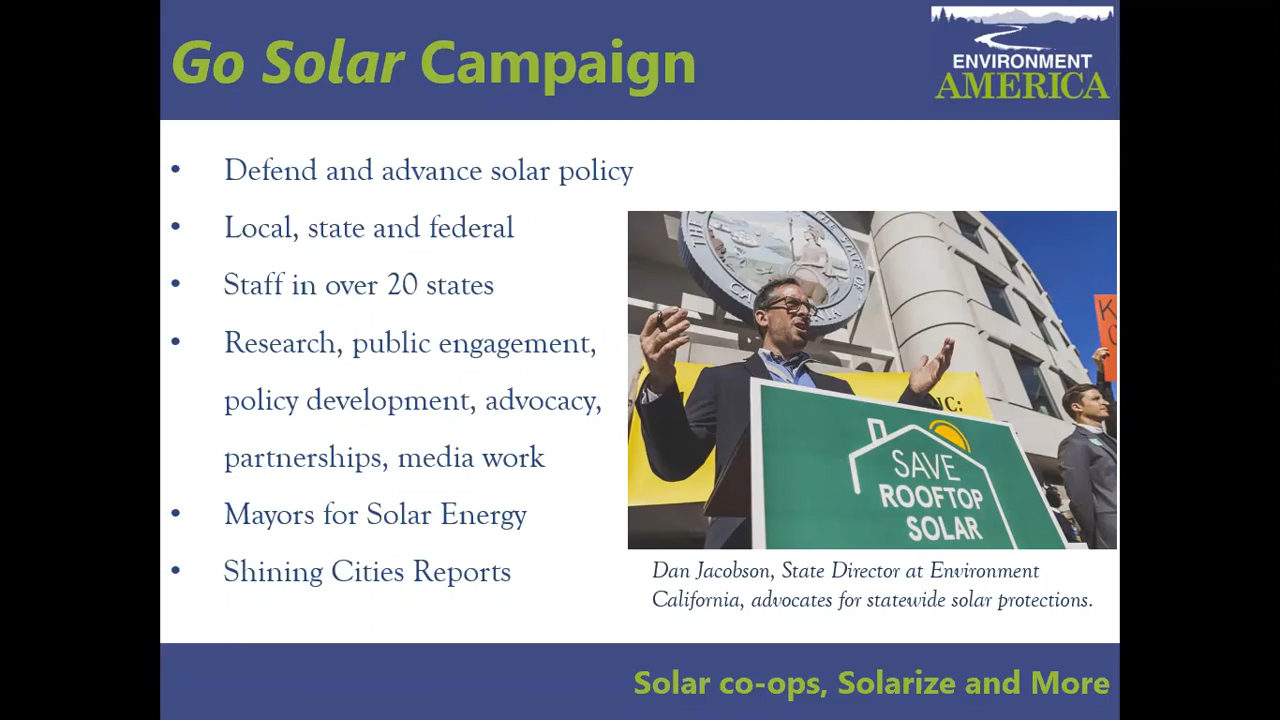 Go Solar Campaign
ENVIRONMENT
AMERICA
• Defend and advance solar policy
• Local, state and federal
• Staff in over 20 states
• Research, public engagement,
policy development, advocacy,
partnerships, media work
• Mayors for Solar Energy
• Shining Cities Reports
SAVE
ROOFTOP
SOLAR
Dan Jacobson, State Director at Environment
California, advocates for statewide solar protections.
Solar co-ops, Solarize and More